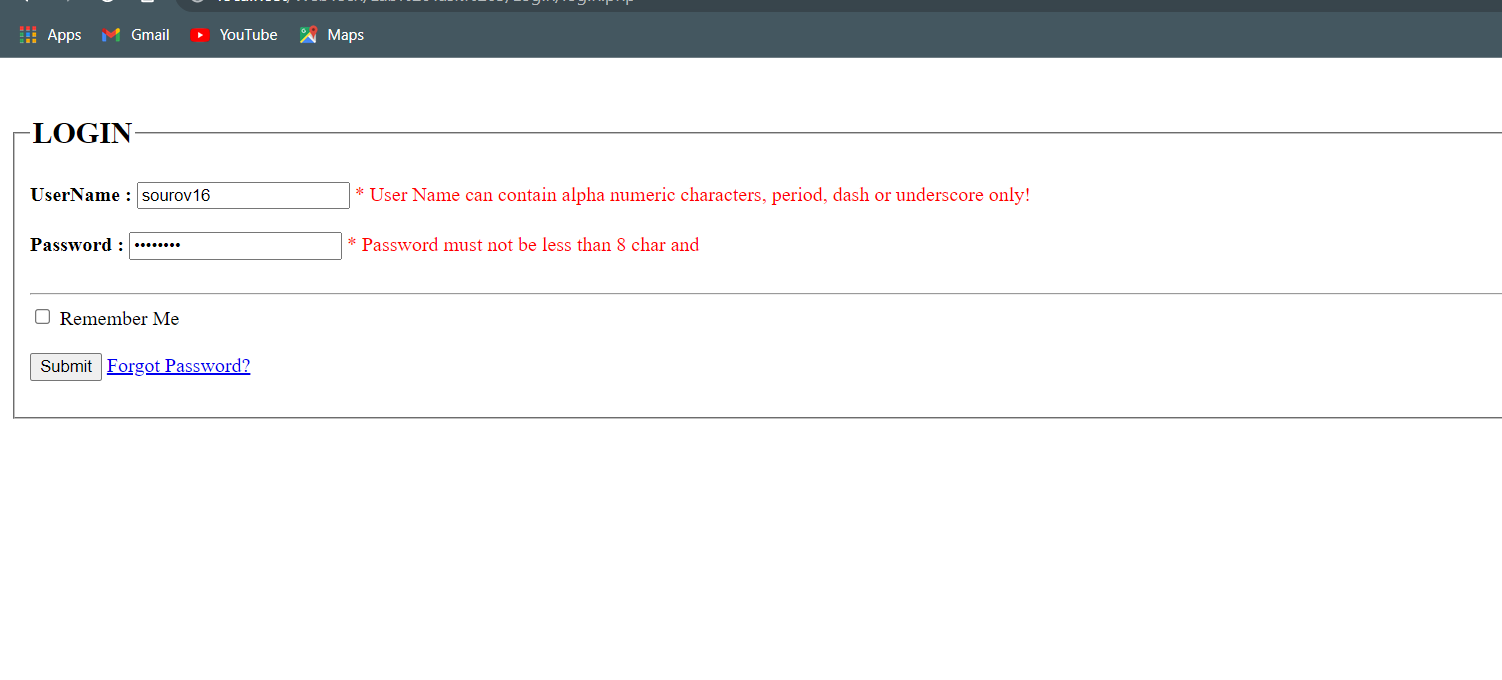 Apps Gmail YouTube Maps
LOGIN
UserName : sourov16 * User Name can contain alpha numeric characters, period, dash or underscore only!
Password : •••••••• * Password must not be less than 8 char and
Remember Me
Submit Forgot Password?